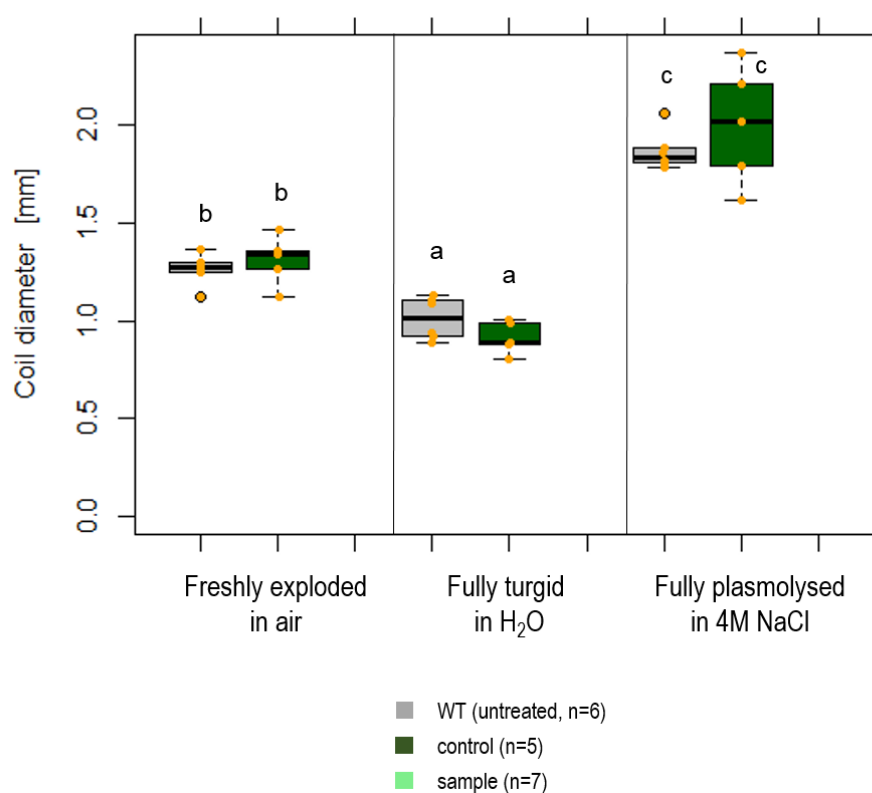 Coil diameter [mm]
2.0
1.5
1.0
0.5
0.0
b
b
a
a
c
c
Freshly exploded
in air
Fully turgid
in H₂O
Fully plasmolysed
in 4M NaCl
WT (untreated, n=6)
control (n=5)
sample (n=7)